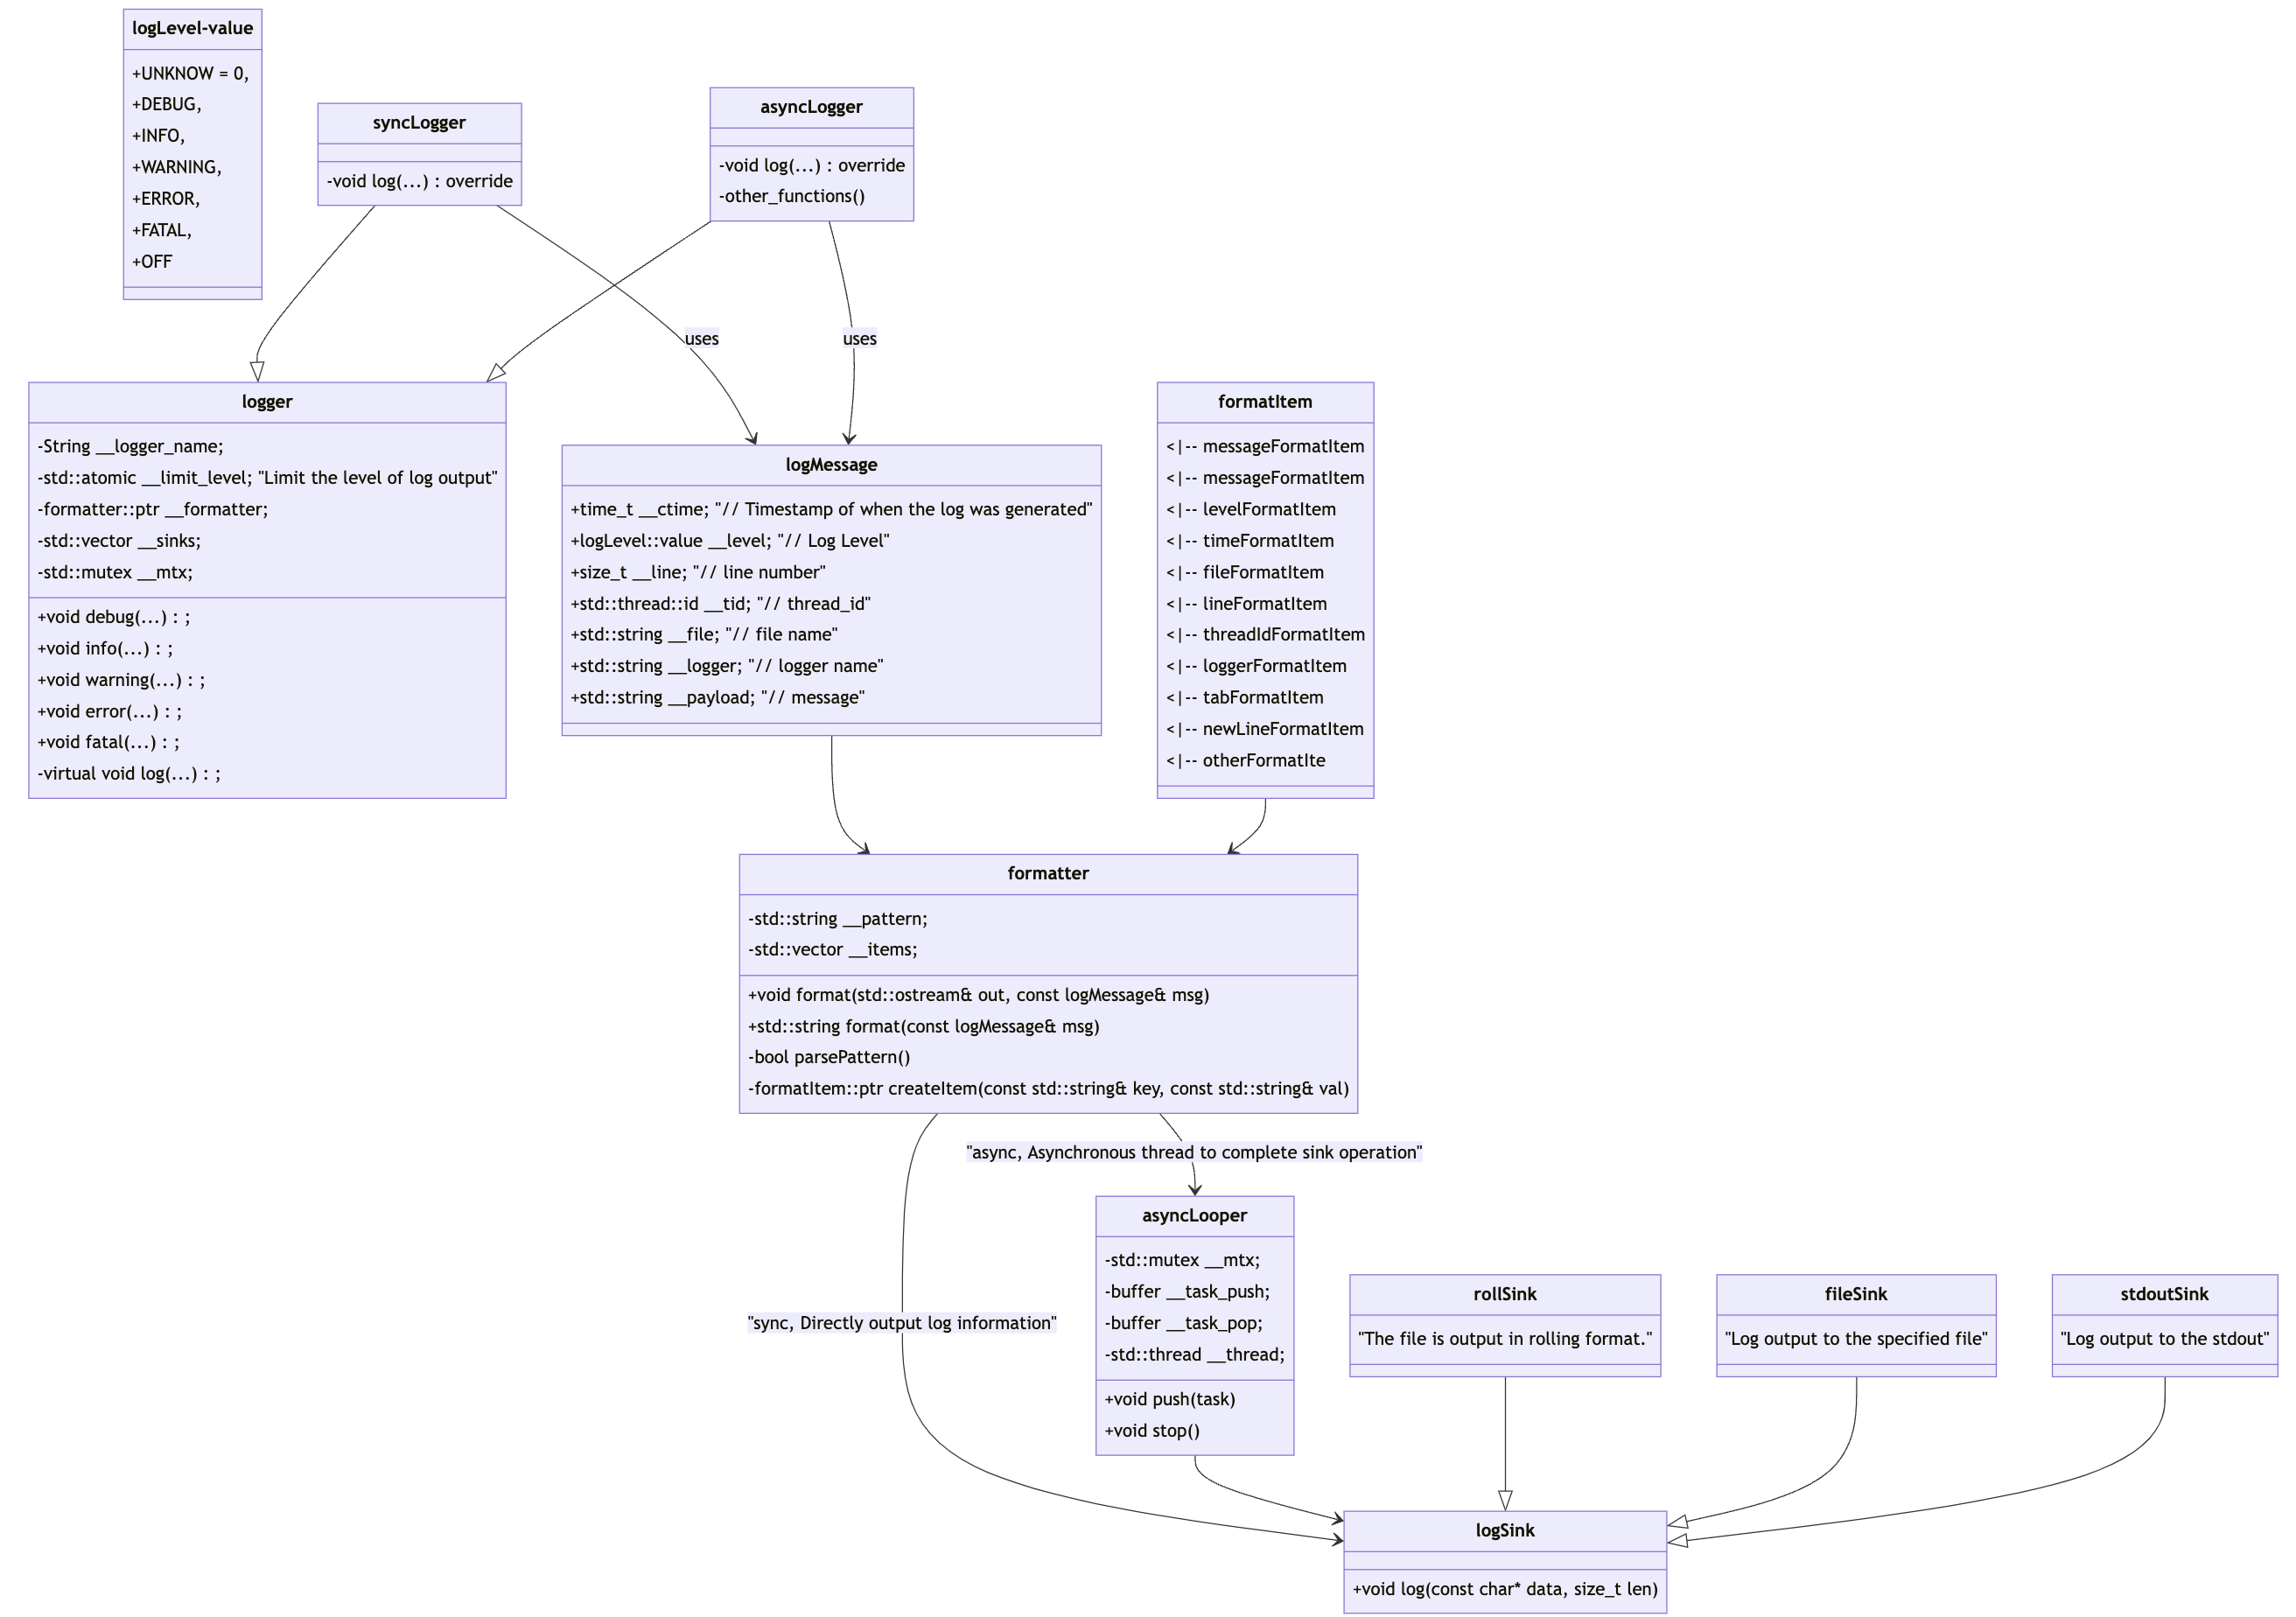 logLevel-value
+UNKNOW = 0,
+DEBUG,
+INFO,
+WARNING,
+ERROR,
+FATAL,
+OFF
syncLogger
-void log(...) : override
asyncLogger
-void log(...) : override
-other_functions()
uses
uses
logger
-String __logger_name;
-std::atomic __limit_level; "Limit the level of log output"
-formatter::ptr __formatter;
-std::vector __sinks;
-std::mutex __mtx;
+void debug(...) : ;
+void info(...) : ;
+void warning(...) : ;
+void error(...) : ;
+void fatal(...) : ;
-virtual void log(...) : ;
logMessage
+time_t __ctime; "// Timestamp of when the log was generated"
+logLevel::value __level; "// Log Level"
+size_t __line; "// line number"
+std::thread::id __tid; "// thread_id"
+std::string __file; "// file name"
+std::string __logger; "// logger name"
+std::string __payload; "// message"
formatItem
<|-- messageFormatItem
<|-- messageFormatItem
<|-- levelFormatItem
<|-- timeFormatItem
<|-- fileFormatItem
<|-- lineFormatItem
<|-- threadIdFormatItem
<|-- loggerFormatItem
<|-- tabFormatItem
<|-- newLineFormatItem
<|-- otherFormatIte
formatter
-std::string __pattern;
-std::vector __items;
+void format(std::ostream& out, const logMessage& msg)
+std::string format(const logMessage& msg)
-bool parsePattern()
-formatItem::ptr createItem(const std::string& key, const std::string& val)
"async, Asynchronous thread to complete sink operation"
"sync, Directly output log information"
asyncLooper
-std::mutex __mtx;
-buffer __task_push;
-buffer __task_pop;
-std::thread __thread;
+void push(task)
+void stop()
rollSink
"The file is output in rolling format."
fileSink
"Log output to the specified file"
stdoutSink
"Log output to the stdout"
logSink
+void log(const char* data, size_t len)